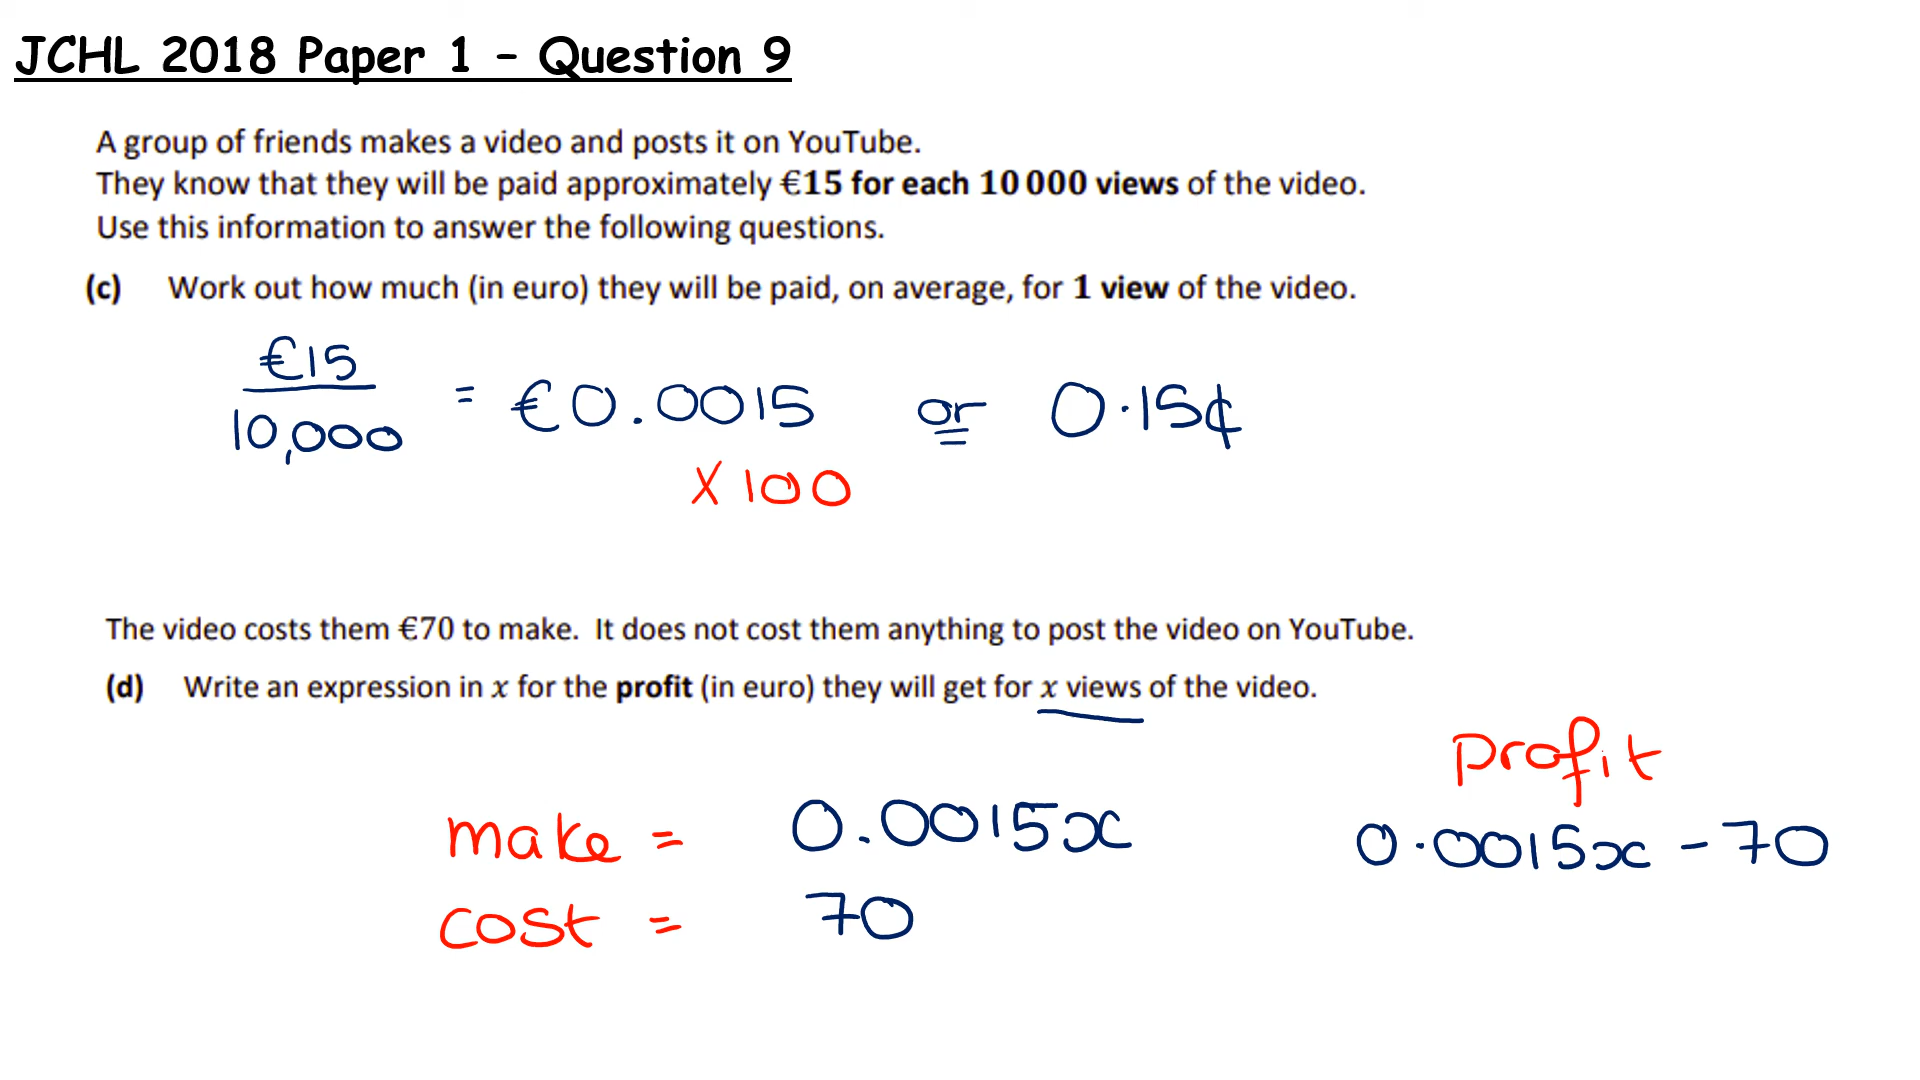 JCHL 2018 Paper 1 – Question 9
A group of friends makes a video and posts it on YouTube.
They know that they will be paid approximately €15 for each 10 000 views of the video.
Use this information to answer the following questions.
(c) Work out how much (in euro) they will be paid, on average, for 1 view of the video.
€15
10,000
= €0.0015 or 0.15¢
x 100
The video costs them €70 to make. It does not cost them anything to post the video on YouTube.
(d) Write an expression in x for the profit (in euro) they will get for x views of the video.
Profit
make = 0.0015x
0.0015x - 70
cost = 70